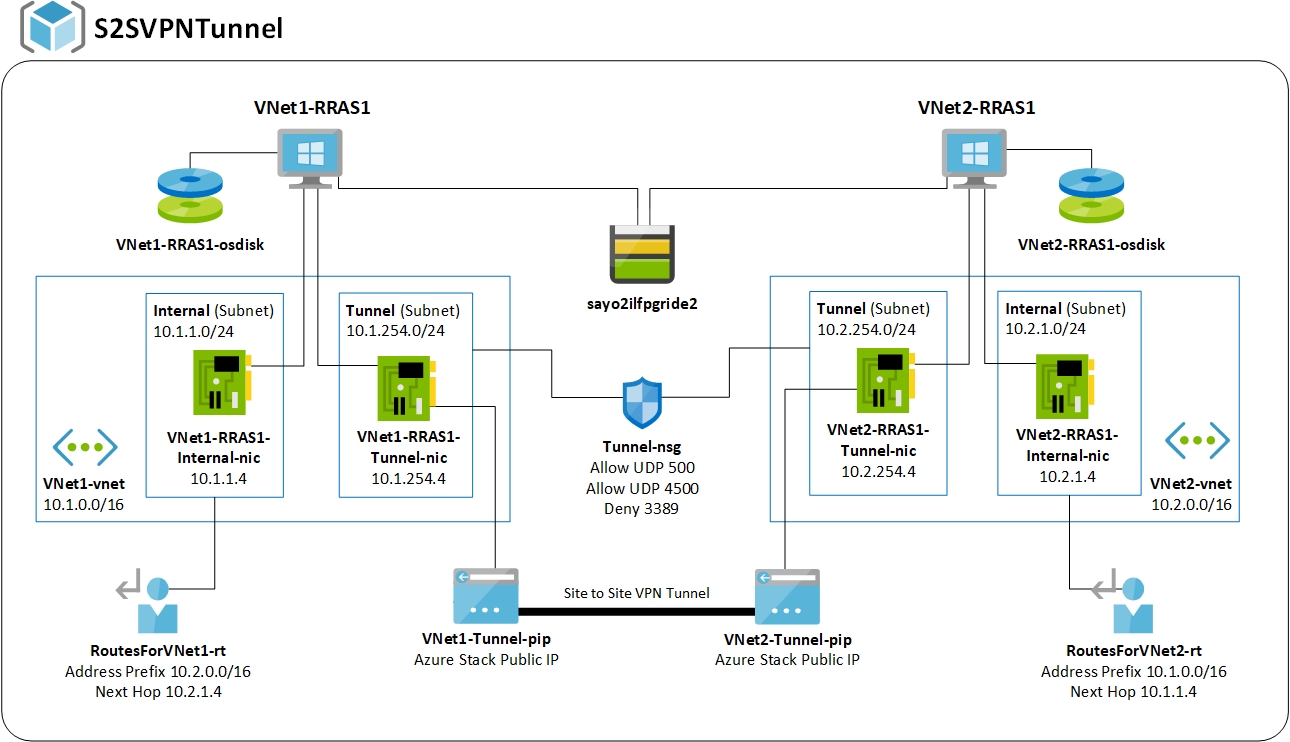 S2SVPNTunnel
VNet1-RRAS1
VNet2-RRAS1
VNet1-RRAS1-osdisk
VNet2-RRAS1-osdisk
sayo2ilfpgride2
Internal (Subnet)
10.1.1.0/24
VNet1-RRAS1-
Internal-nic
10.1.1.4
Tunnel (Subnet)
10.1.254.0/24
VNet1-RRAS1-
Tunnel-nic
10.1.254.4
VNet1-vnet
10.1.0.0/16
Tunnel-nsg
Allow UDP 500
Allow UDP 4500
Deny 3389
Tunnel (Subnet)
10.2.254.0/24
VNet2-RRAS1-
Tunnel-nic
10.2.254.4
Internal (Subnet)
10.2.1.0/24
VNet2-RRAS1-
Internal-nic
10.2.1.4
VNet2-vnet
10.2.0.0/16
RoutesForVNet1-rt
Address Prefix 10.2.0.0/16
Next Hop 10.2.1.4
VNet1-Tunnel-pip
Azure Stack Public IP
Site to Site VPN Tunnel
VNet2-Tunnel-pip
Azure Stack Public IP
RoutesForVNet2-rt
Address Prefix 10.1.0.0/16
Next Hop 10.1.1.4